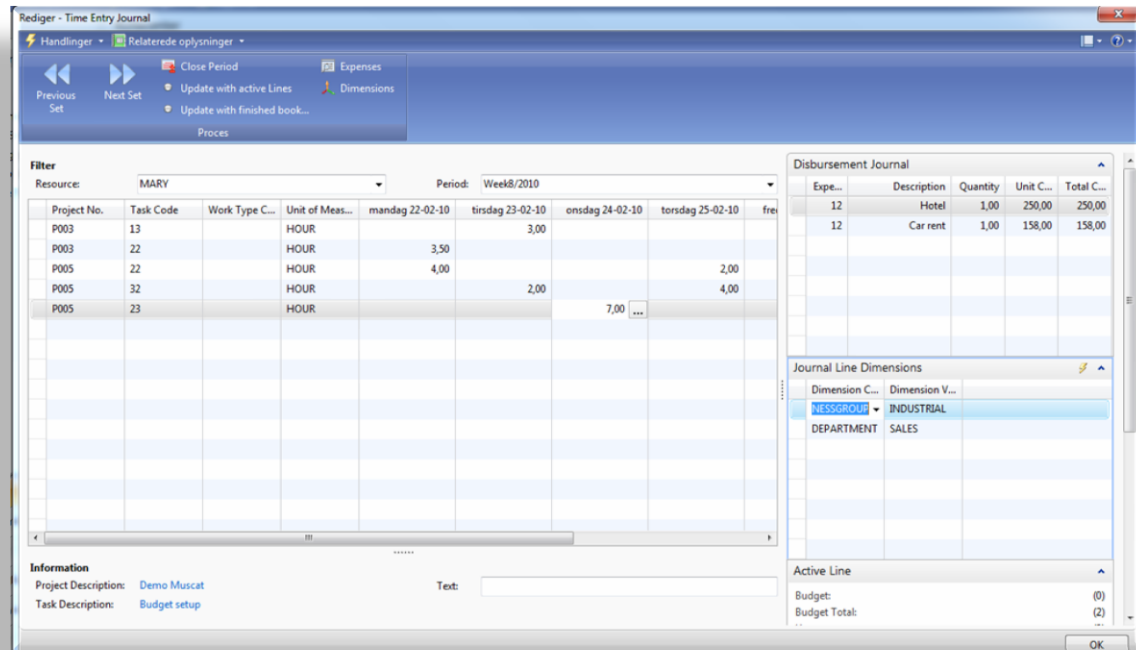 Rediger - Time Entry Journal
Handlinger Relaterede oplysninger
Previous Set
Next Set
Close Period
Update with active Lines
Update with finished book...
Expenses
Dimensions
Proces
Filter
Resource: MARY Period: Week8/2010
Project No. Task Code Work Type C... Unit of Meas... mandag 22-02-10 tirsdag 23-02-10 onsdag 24-02-10 torsdag 25-02-10 fre
P003 13 HOUR 3,00
P003 22 HOUR 3,50
P005 22 HOUR 4,00 2,00
P005 32 HOUR 2,00 4,00
P005 23 HOUR 7,00 ...
Information
Project Description: Demo Muscat Text:
Task Description: Budget setup
Disbursement Journal
Expe... Description Quantity Unit C... Total C...
12 Hotel 1,00 250,00 250,00
12 Car rent 1,00 158,00 158,00
Journal Line Dimensions
Dimension C... Dimension V...
NESSGROUP INDUSTRIAL
DEPARTMENT SALES
Active Line
Budget: (0)
Budget Total: (2)
OK